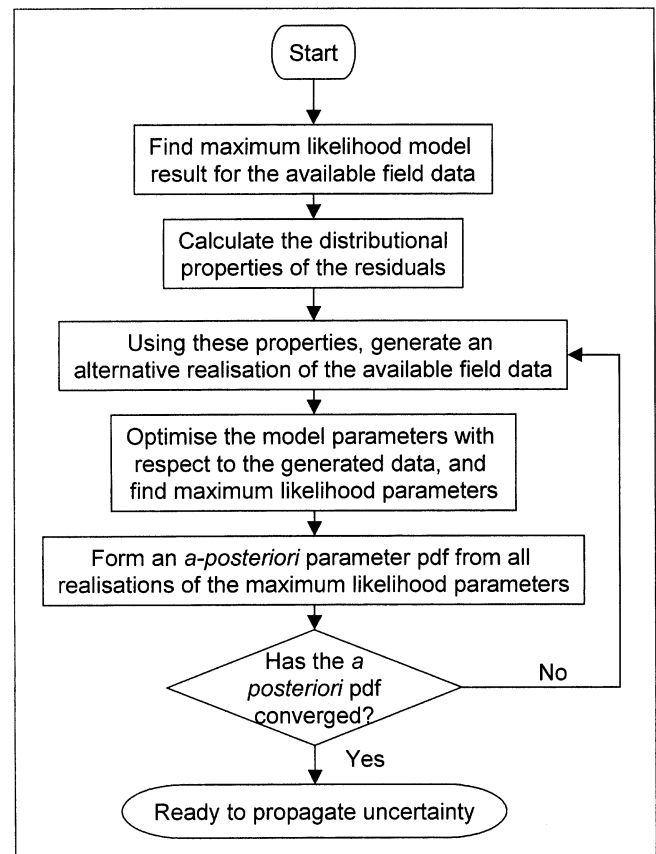 Start
Find maximum likelihood model
result for the available field data
Calculate the distributional
properties of the residuals
Using these properties, generate an
alternative realisation of the available field data
Optimise the model parameters with
respect to the generated data, and
find maximum likelihood parameters
Form an a-posteriori parameter pdf from all
realisations of the maximum likelihood parameters
Has the a
posteriori pdf
converged?
No
Yes
Ready to propagate uncertainty